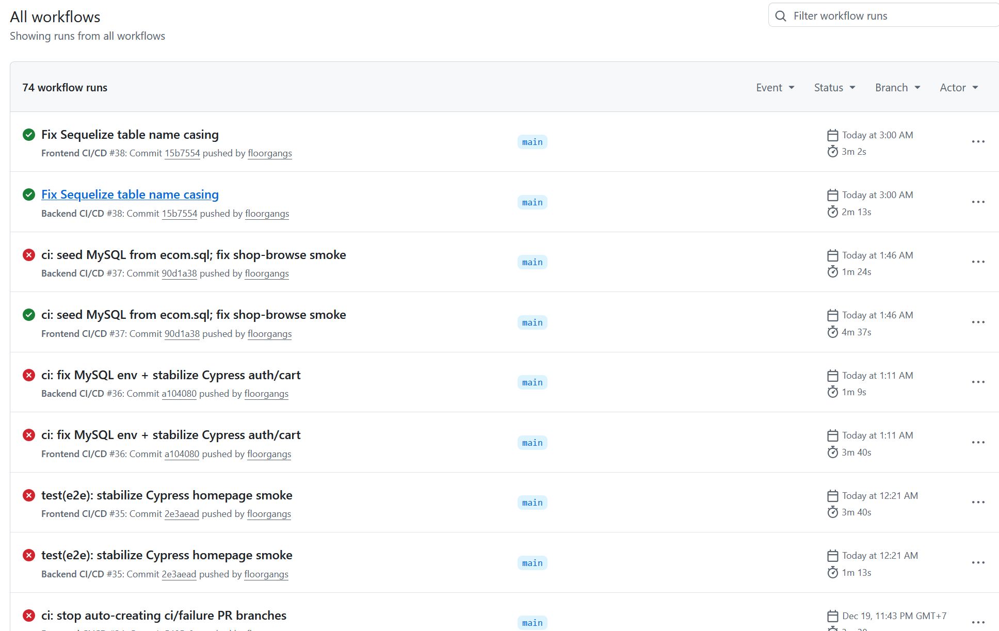 All workflows
Showing runs from all workflows
Filter workflow runs
74 workflow runs
Event Status Branch Actor
Fix Sequelize table name casing
Frontend CI/CD #38: Commit 15b7554 pushed by floorgangs
main
Today at 3:00 AM
3m 2s
Fix Sequelize table name casing
Backend CI/CD #38: Commit 15b7554 pushed by floorgangs
main
Today at 3:00 AM
2m 13s
ci: seed MySQL from ecom.sql; fix shop-browse smoke
Backend CI/CD #37: Commit 90d1a38 pushed by floorgangs
main
Today at 1:46 AM
1m 24s
ci: seed MySQL from ecom.sql; fix shop-browse smoke
Frontend CI/CD #37: Commit 90d1a38 pushed by floorgangs
main
Today at 1:46 AM
4m 37s
ci: fix MySQL env + stabilize Cypress auth/cart
Backend CI/CD #36: Commit a104080 pushed by floorgangs
main
Today at 1:11 AM
1m 9s
ci: fix MySQL env + stabilize Cypress auth/cart
Frontend CI/CD #36: Commit a104080 pushed by floorgangs
main
Today at 1:11 AM
3m 40s
test(e2e): stabilize Cypress homepage smoke
Frontend CI/CD #35: Commit 2e3aead pushed by floorgangs
main
Today at 12:21 AM
3m 40s
test(e2e): stabilize Cypress homepage smoke
Backend CI/CD #35: Commit 2e3aead pushed by floorgangs
main
Today at 12:21 AM
1m 13s
ci: stop auto-creating ci/failure PR branches
main
Dec 19, 11:43 PM GMT+7